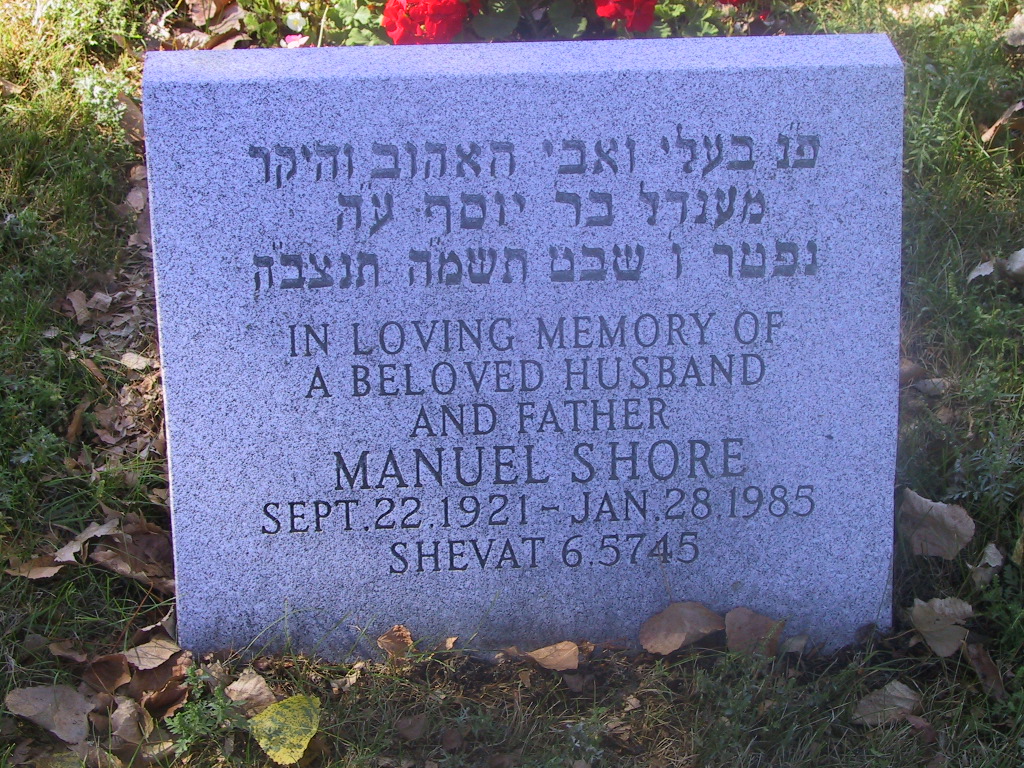 פ״נ בעלי ואבי האהוב והיקר
מענדל בר יוסף ע״ה
נפטר ו שבט תשמ״ה תנצב״ה
IN LOVING MEMORY OF
A BELOVED HUSBAND
AND FATHER
MANUEL SHORE
SEPT.22.1921 - JAN.28.1985
SHEVAT 6.5745